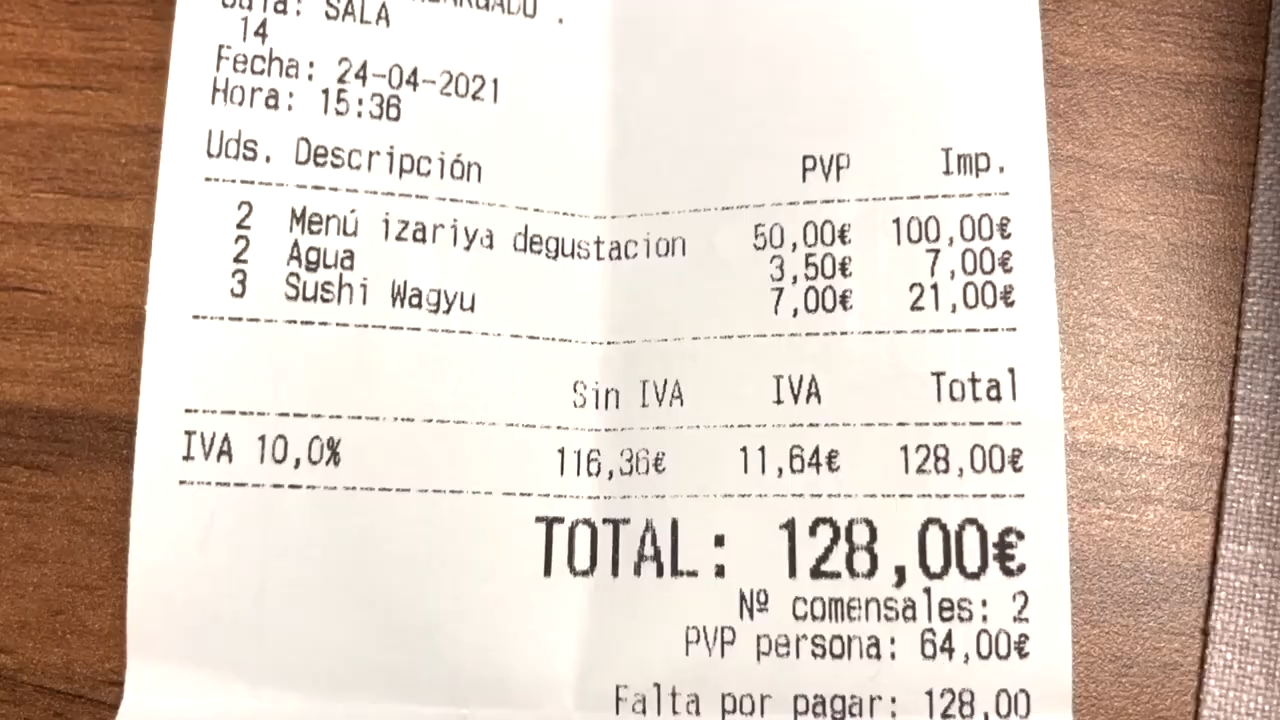 Sala: SALA
14
Fecha: 24-04-2021
Hora: 15:36
Uds. Descripción PVP Imp.
2 Menú izariya degustacion 50,00€ 100,00€
2 Agua 3,50€ 7,00€
3 Sushi Wagyu 7,00€ 21,00€
Sin IVA IVA Total
IVA 10,0% 116,36€ 11,64€ 128,00€
TOTAL: 128,00€
Nº comensales: 2
PVP persona: 64,00€
Falta por pagar: 128,00